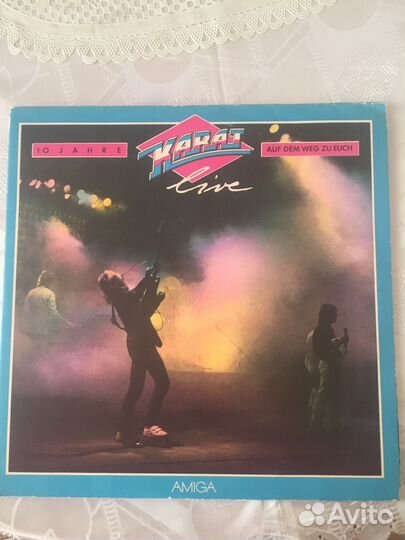 10 JAHRE
KARAT
AUF DEM WEG ZU EUCH
live
AMIGA
Avito